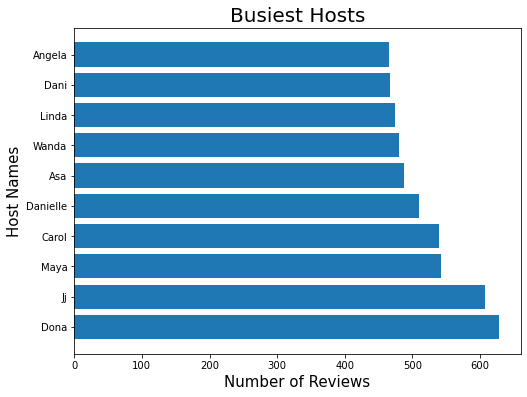 Busiest Hosts
Host Names
Angela
Dani
Linda
Wanda
Asa
Danielle
Carol
Maya
Jj
Dona
0 100 200 300 400 500 600
Number of Reviews